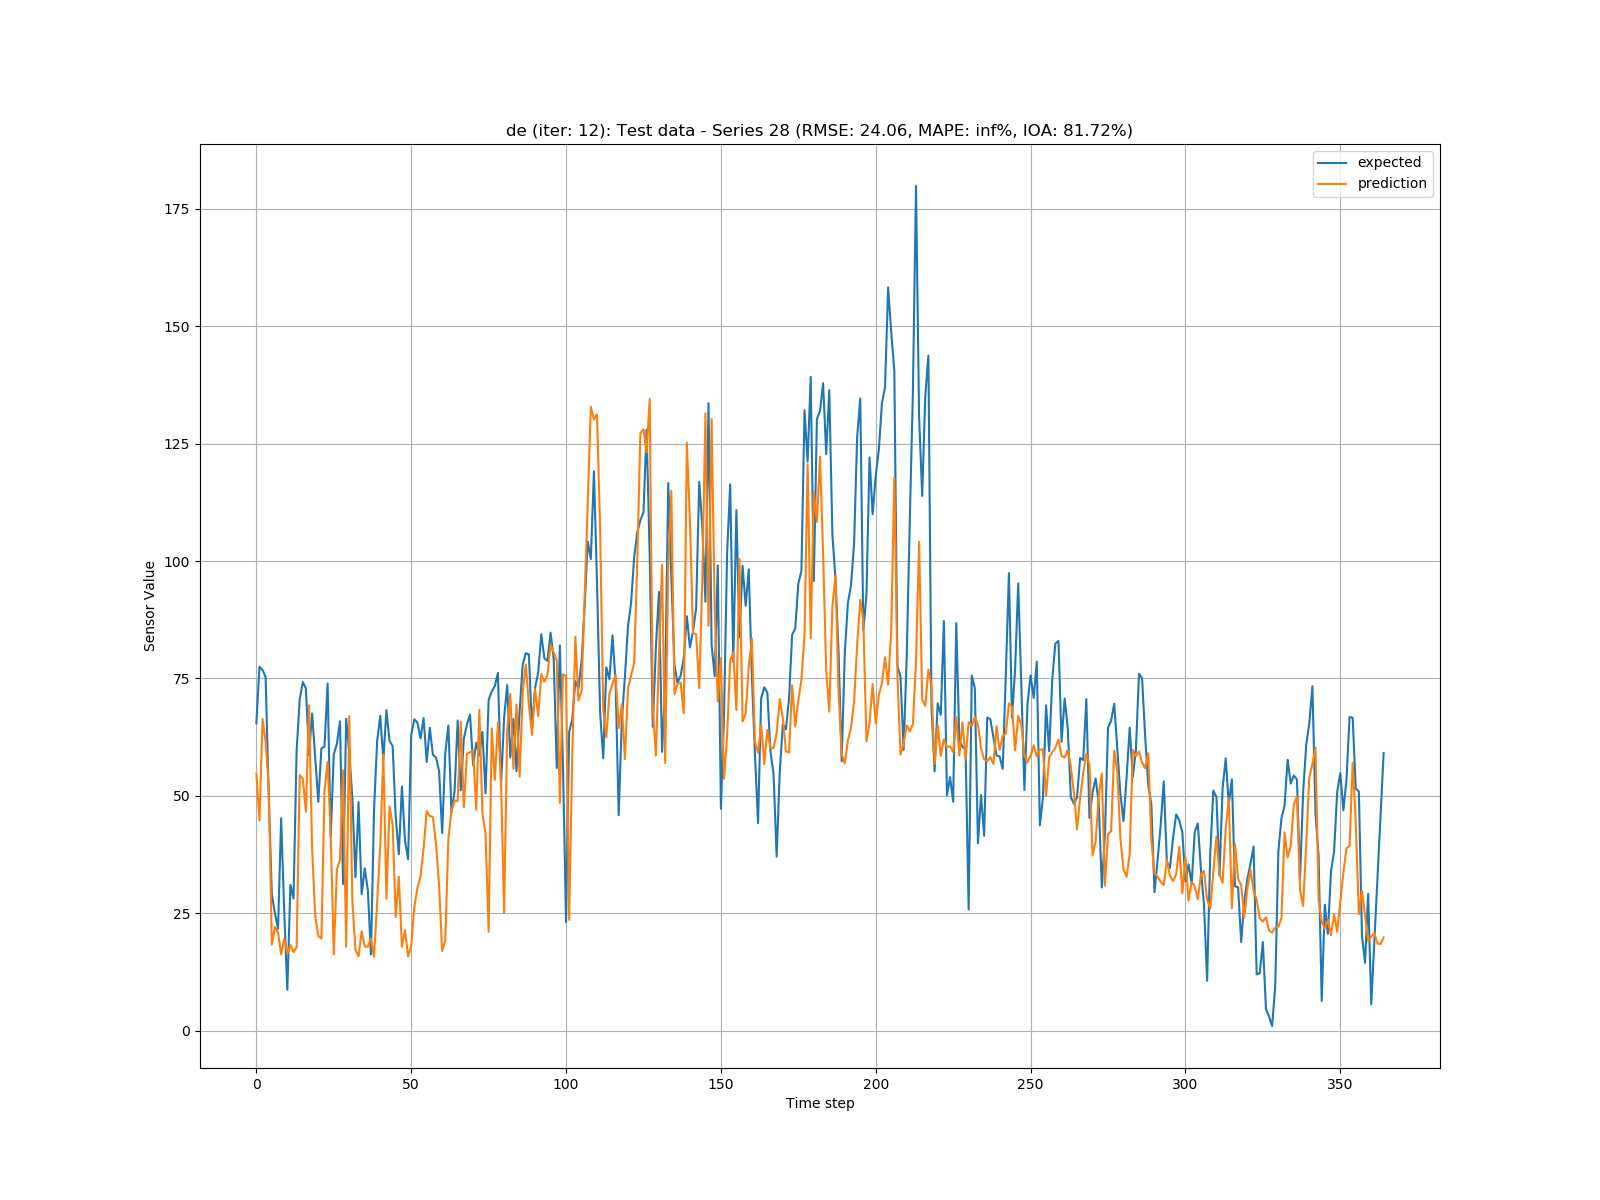 de (iter: 12): Test data - Series 28 (RMSE: 24.06, MAPE: inf%, IOA: 81.72%)
expected
prediction
175
150
125
100
75
50
25
0
Sensor Value
0 50 100 150 200 250 300 350
Time step